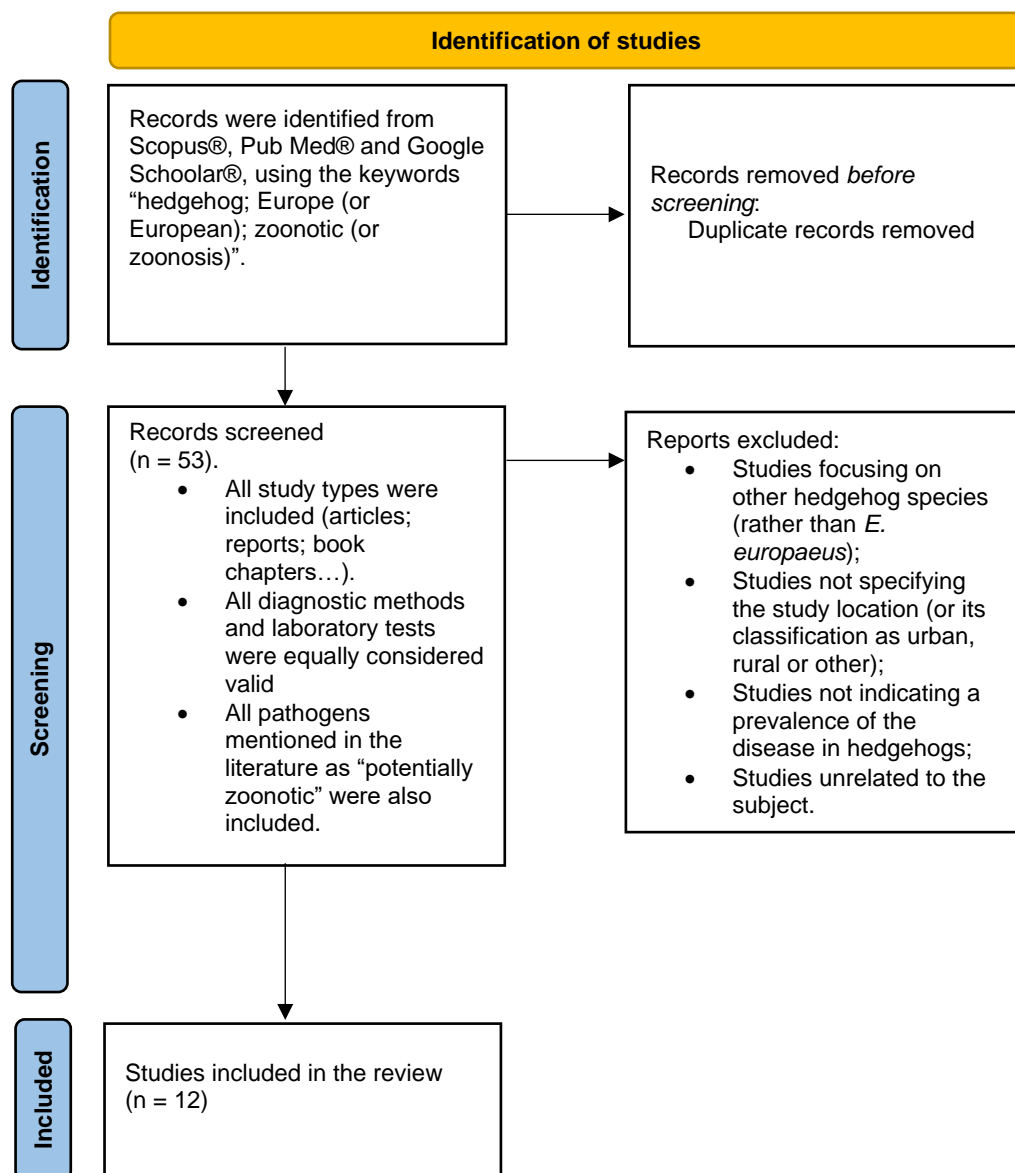 Identification of studies
Identification
Records were identified from
Scopus®, Pub Med® and Google
Schoolar®, using the keywords
“hedgehog; Europe (or
European); zoonotic (or
zoonosis)”.
Records removed before
screening:
Duplicate records removed
Screening
Records screened
(n = 53).
• All study types were
included (articles;
reports; book
chapters…).
• All diagnostic methods
and laboratory tests
were equally considered
valid
• All pathogens
mentioned in the
literature as “potentially
zoonotic” were also
included.
Reports excluded:
• Studies focusing on
other hedgehog species
(rather than E.
europaeus);
• Studies not specifying
the study location (or its
classification as urban,
rural or other);
• Studies not indicating a
prevalence of the
disease in hedgehogs;
• Studies unrelated to the
subject.
Included
Studies included in the review
(n = 12)